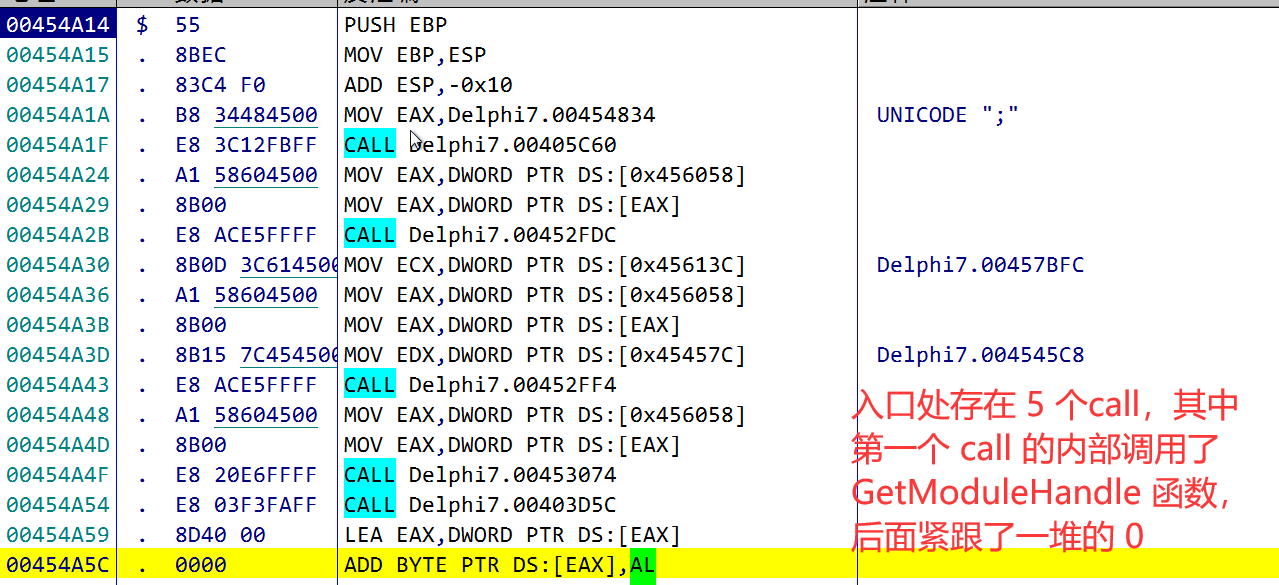 00454A14 $ 55 PUSH EBP
00454A15 . 8BEC MOV EBP,ESP
00454A17 . 83C4 F0 ADD ESP,-0x10
00454A1A . B8 34484500 MOV EAX,Delphi7.00454834 UNICODE ";"
00454A1F . E8 3C12FBFF CALL Delphi7.00405C60
00454A24 . A1 58604500 MOV EAX,DWORD PTR DS:[0x456058]
00454A29 . 8B00 MOV EAX,DWORD PTR DS:[EAX]
00454A2B . E8 ACE5FFFF CALL Delphi7.00452FDC
00454A30 . 8B0D 3C614500 MOV ECX,DWORD PTR DS:[0x45613C] Delphi7.00457BFC
00454A36 . A1 58604500 MOV EAX,DWORD PTR DS:[0x456058]
00454A3B . 8B00 MOV EAX,DWORD PTR DS:[EAX]
00454A3D . 8B15 7C454500 MOV EDX,DWORD PTR DS:[0x45457C] Delphi7.004545C8
00454A43 . E8 ACE5FFFF CALL Delphi7.00452FF4
00454A48 . A1 58604500 MOV EAX,DWORD PTR DS:[0x456058]
00454A4D . 8B00 MOV EAX,DWORD PTR DS:[EAX]
00454A4F . E8 20E6FFFF CALL Delphi7.00453074
00454A54 . E8 03F3FAFF CALL Delphi7.00403D5C
00454A59 . 8D40 00 LEA EAX,DWORD PTR DS:[EAX]
00454A5C . 0000 ADD BYTE PTR DS:[EAX],AL
入口处存在 5 个call，其中
第一个 call 的内部调用了
GetModuleHandle 函数，
后面紧跟了一堆的 0